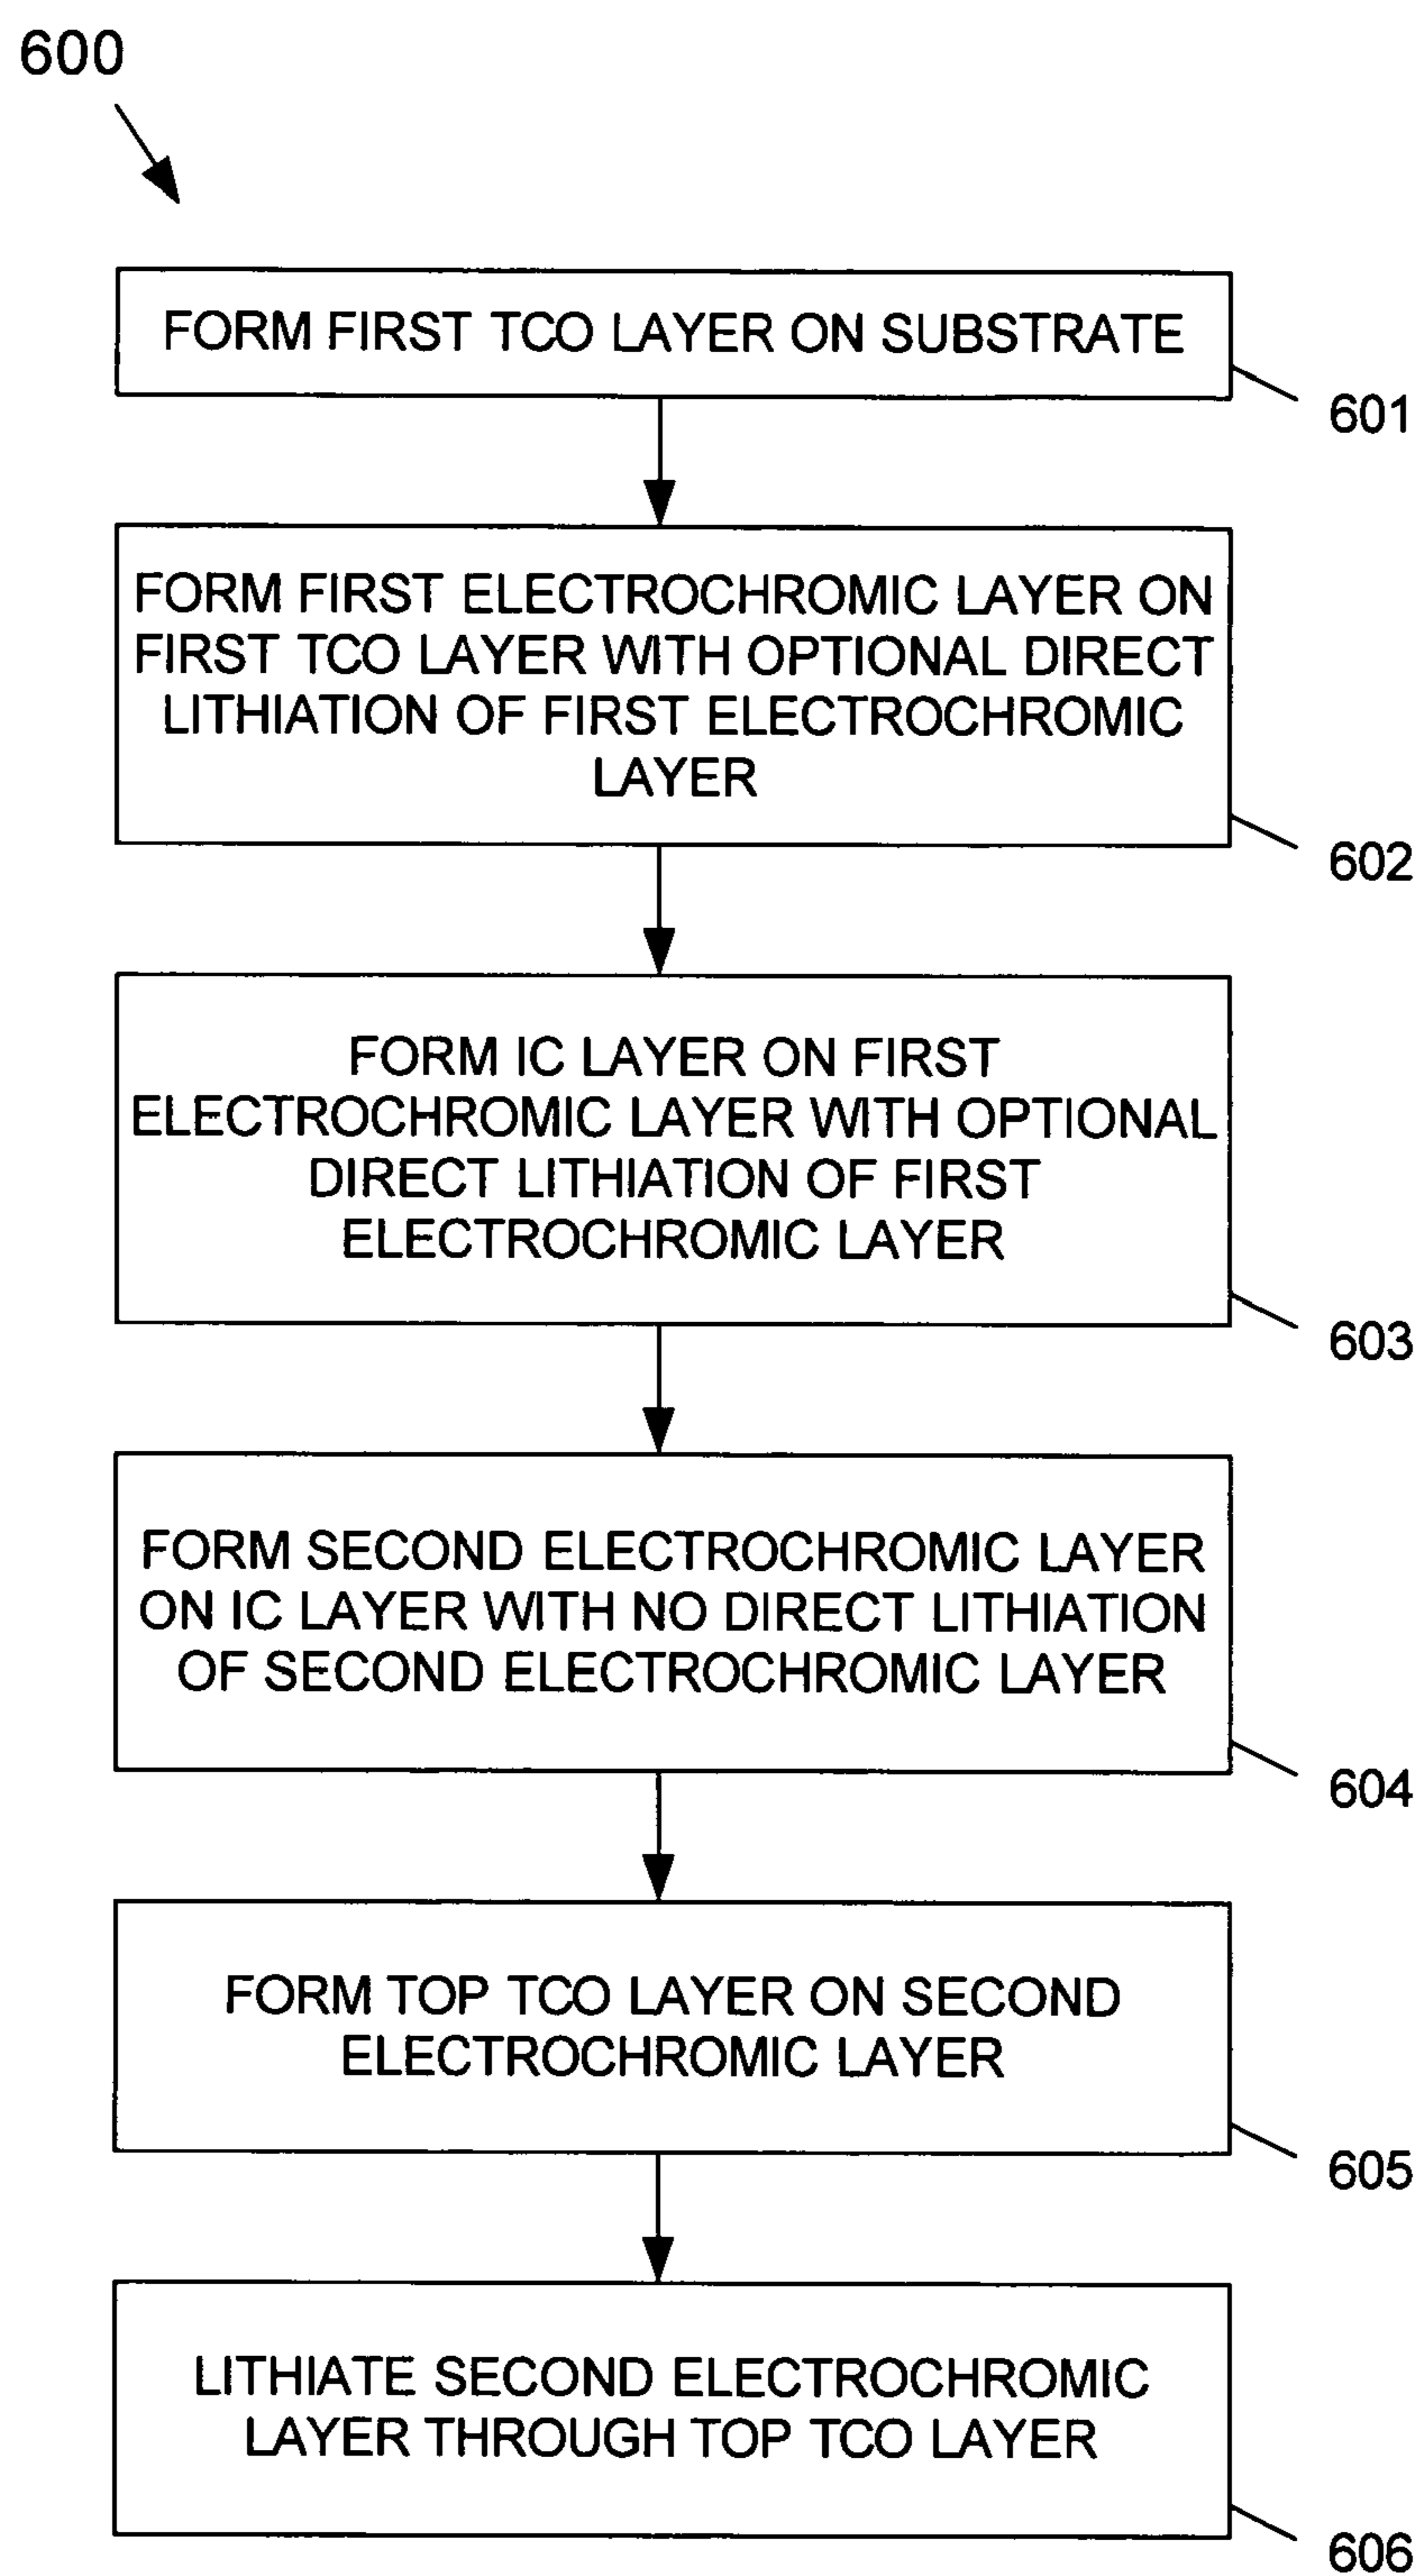 600
FORM FIRST TCO LAYER ON SUBSTRATE
601
FORM FIRST ELECTROCHROMIC LAYER ON
FIRST TCO LAYER WITH OPTIONAL DIRECT
LITHIATION OF FIRST ELECTROCHROMIC
LAYER
602
FORM IC LAYER ON FIRST
ELECTROCHROMIC LAYER WITH OPTIONAL
DIRECT LITHIATION OF FIRST
ELECTROCHROMIC LAYER
603
FORM SECOND ELECTROCHROMIC LAYER
ON IC LAYER WITH NO DIRECT LITHIATION
OF SECOND ELECTROCHROMIC LAYER
604
FORM TOP TCO LAYER ON SECOND
ELECTROCHROMIC LAYER
605
LITHIATE SECOND ELECTROCHROMIC
LAYER THROUGH TOP TCO LAYER
606